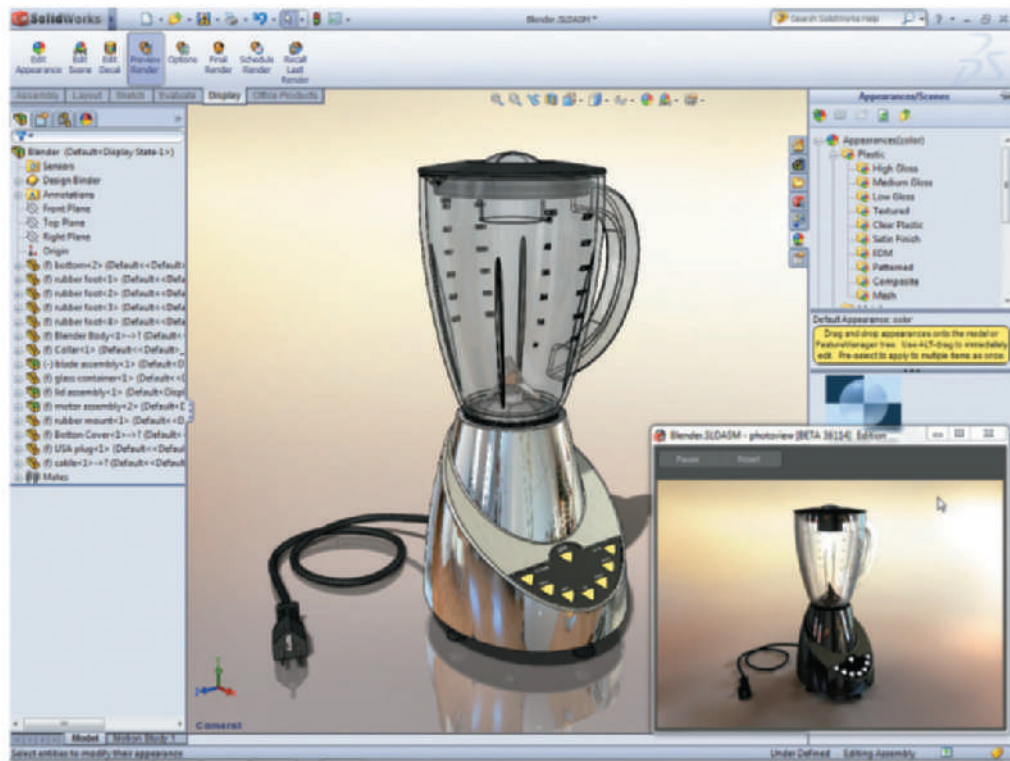 SolidWorks
Blender.SLDASM *
Search SolidWorks Help
Edit Appearance
Edit Scene
Edit Decal
Preview Render
Options
Final Render
Schedule Render
Recall Last Render
Assembly
Layout
Sketch
Evaluate
Display
Office Products
Blender (Default<Display State-1>)
Sensors
Design Binder
Annotations
Front Plane
Top Plane
Right Plane
Origin
(f) bottom<2> (Default<<Default
(f) rubber foot<1> (Default<<Defa
(f) rubber foot<2> (Default<<Defa
(f) rubber foot<3> (Default<<Defa
(f) rubber foot<4> (Default<<Defa
(f) Blender Body<1>->? (Default<
(f) Collar<1> (Default<<Default>_
(-) blade assembly<1> (Default<
(f) glass container<1> (Default<<
(f) lid assembly<1> (Default<Displ
(f) motor assembly<2> (Default<D
(f) rubber mount<1> (Default<<D
(f) Botton Cover<1>->? (Default<
(f) USA plug<1> (Default<<Default
(f) cable<1>->? (Default<<Default
Mates
Appearances/Scenes
Appearances(color)
Plastic
High Gloss
Medium Gloss
Low Gloss
Textured
Clear Plastic
Satin Finish
EDM
Patterned
Composite
Mesh
Default Appearance: color
Drag and drop appearances onto the model or
FeatureManager tree. Use ALT+drag to immediately
edit. Pre-select to apply to multiple items at once.
Blender.SLDASM - photoview [BETA 36114] Edition
Pause
Reset
Camera1
Model
Motion Study 1
Select entities to modify their appearance
Under Defined
Editing Assembly